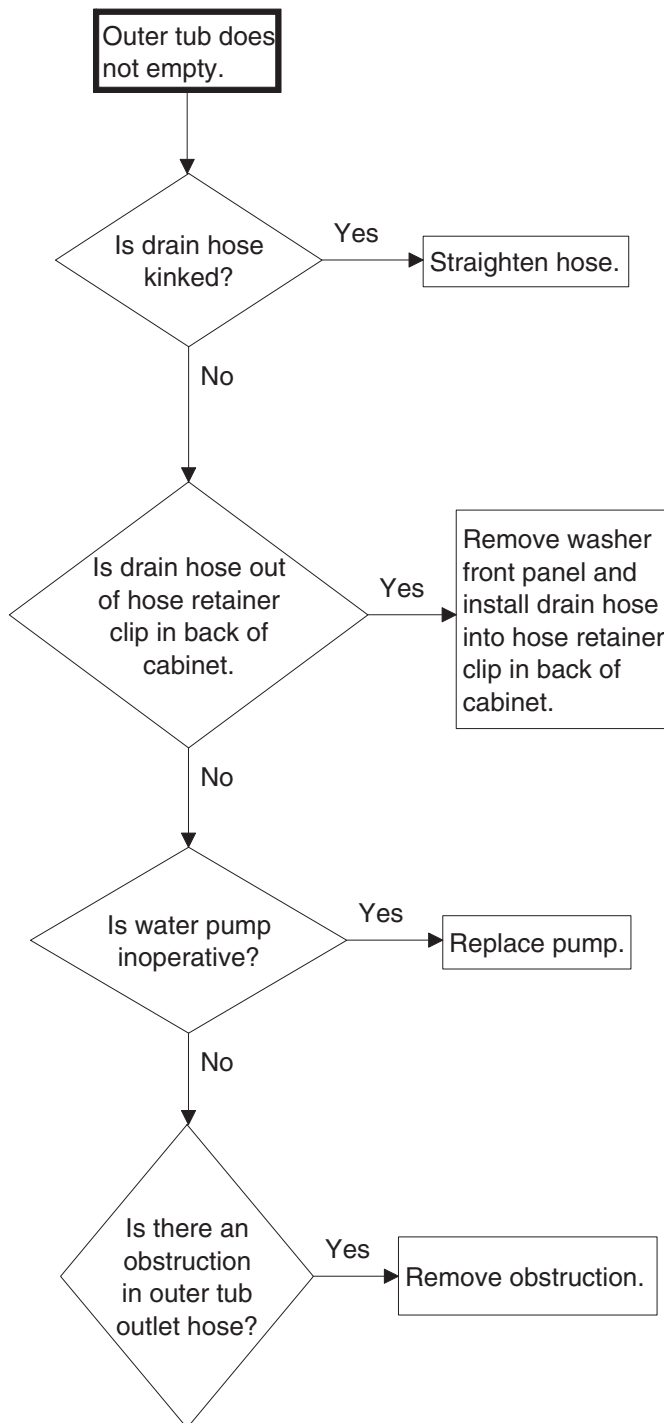 Outer tub does
not empty.
Is drain hose
kinked?
Yes
Straighten hose.
No
Is drain hose out
of hose retainer
clip in back of
cabinet.
Yes
Remove washer
front panel and
install drain hose
into hose retainer
clip in back of
cabinet.
No
Is water pump
inoperative?
Yes
Replace pump.
No
Is there an
obstruction
in outer tub
outlet hose?
Yes
Remove obstruction.